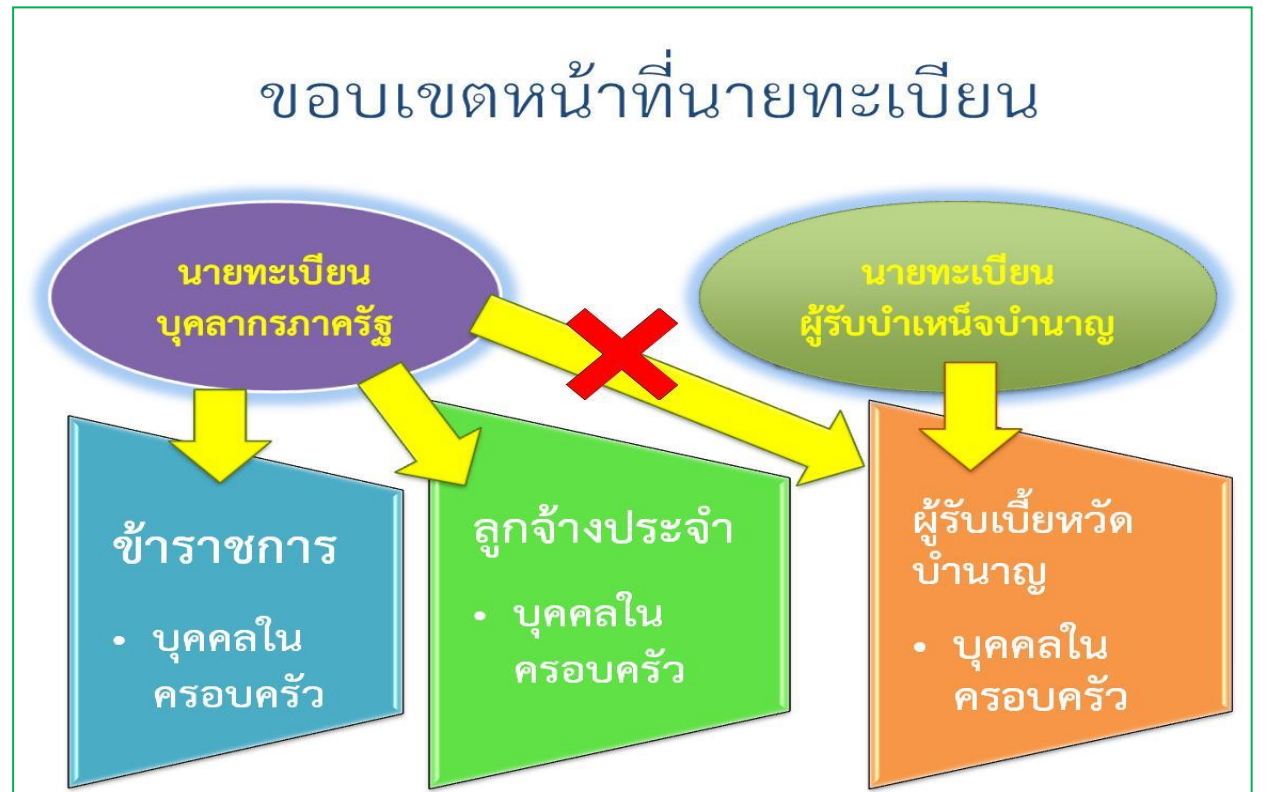 ขอบเขตหน้าที่นายทะเบียน
นายทะเบียน
บุคลากรภาครัฐ
นายทะเบียน
ผู้รับบำเหน็จบำนาญ
ข้าราชการ
• บุคคลใน
ครอบครัว
ลูกจ้างประจำ
• บุคคลใน
ครอบครัว
ผู้รับเบี้ยหวัด
บำนาญ
• บุคคลใน
ครอบครัว